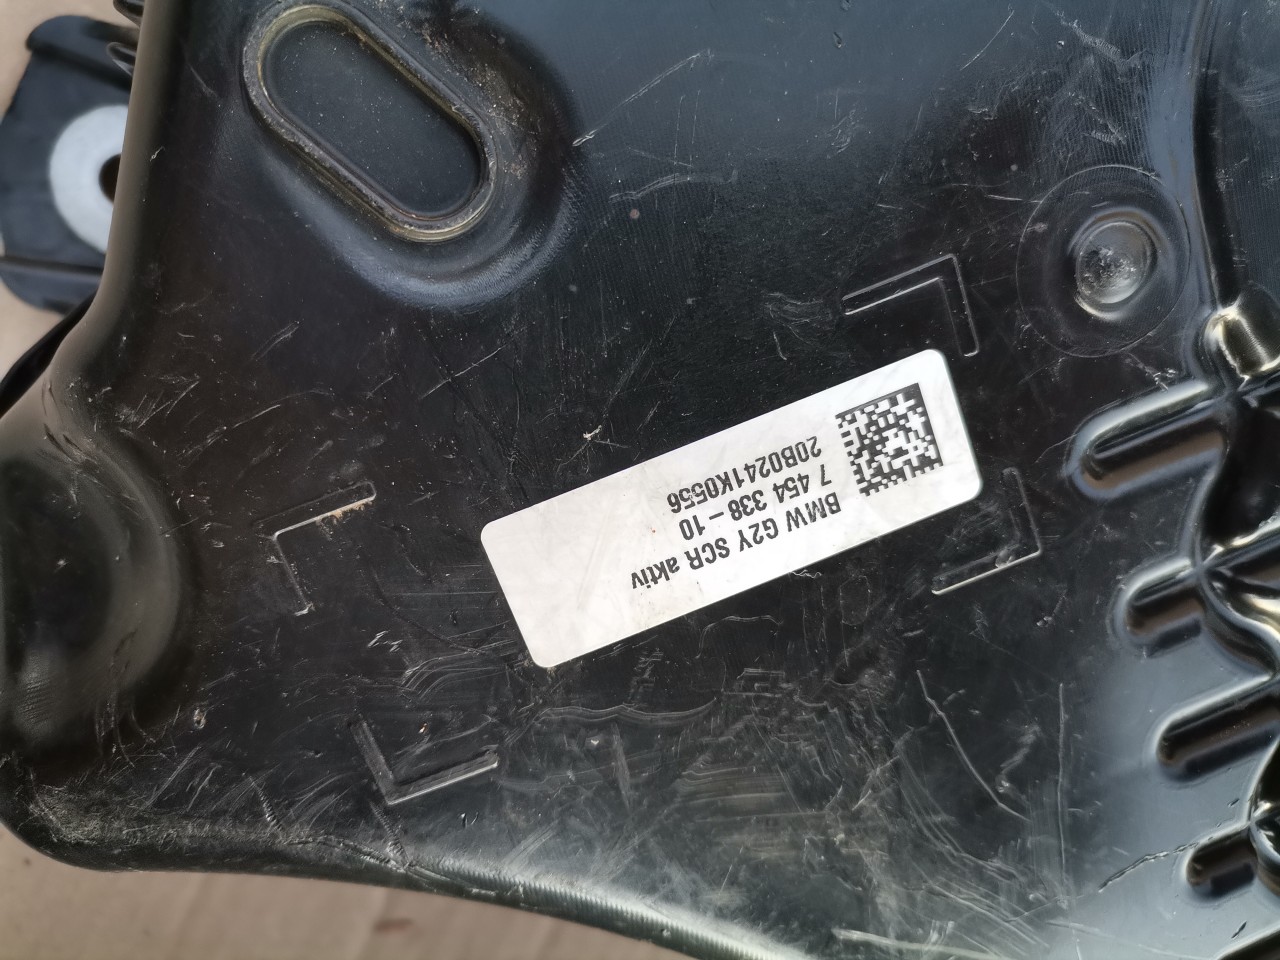 BMW G2Y SCR aktiv
7 454 338-10
20B0241K0556